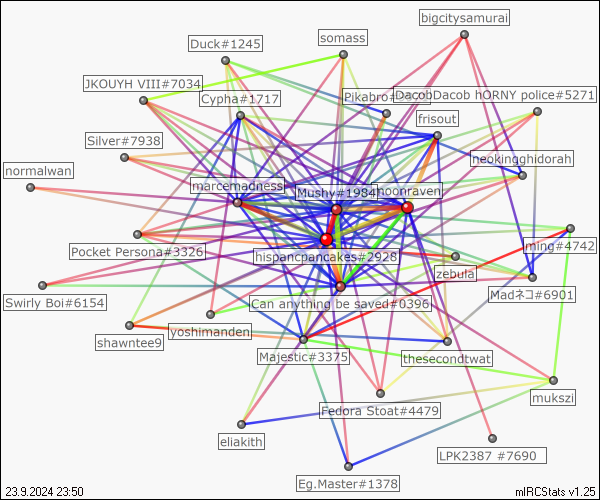 bigcitysamurai
somass
Duck#1245
JKOUYH VIII#7034
DacobDacob hORNY police#5271
Cypha#1717
frisout
Silver#7938
neokingghidorah
normalwan
marcemadness
Mushy#1984
noonraven
Pocket Persona#3326
ming#4742
hispancpancakes#2928
zebula
Swirly Boi#6154
Can anything be saved#0396
Madネコ#6901
yoshimanden
shawntee9
Majestic#3375
thesecondtwat
mukszi
Fedora Stoat#4479
eliakith
LPK2387 #7690
Eg.Master#1378
23.9.2024 23:50
mIRCStats v1.25